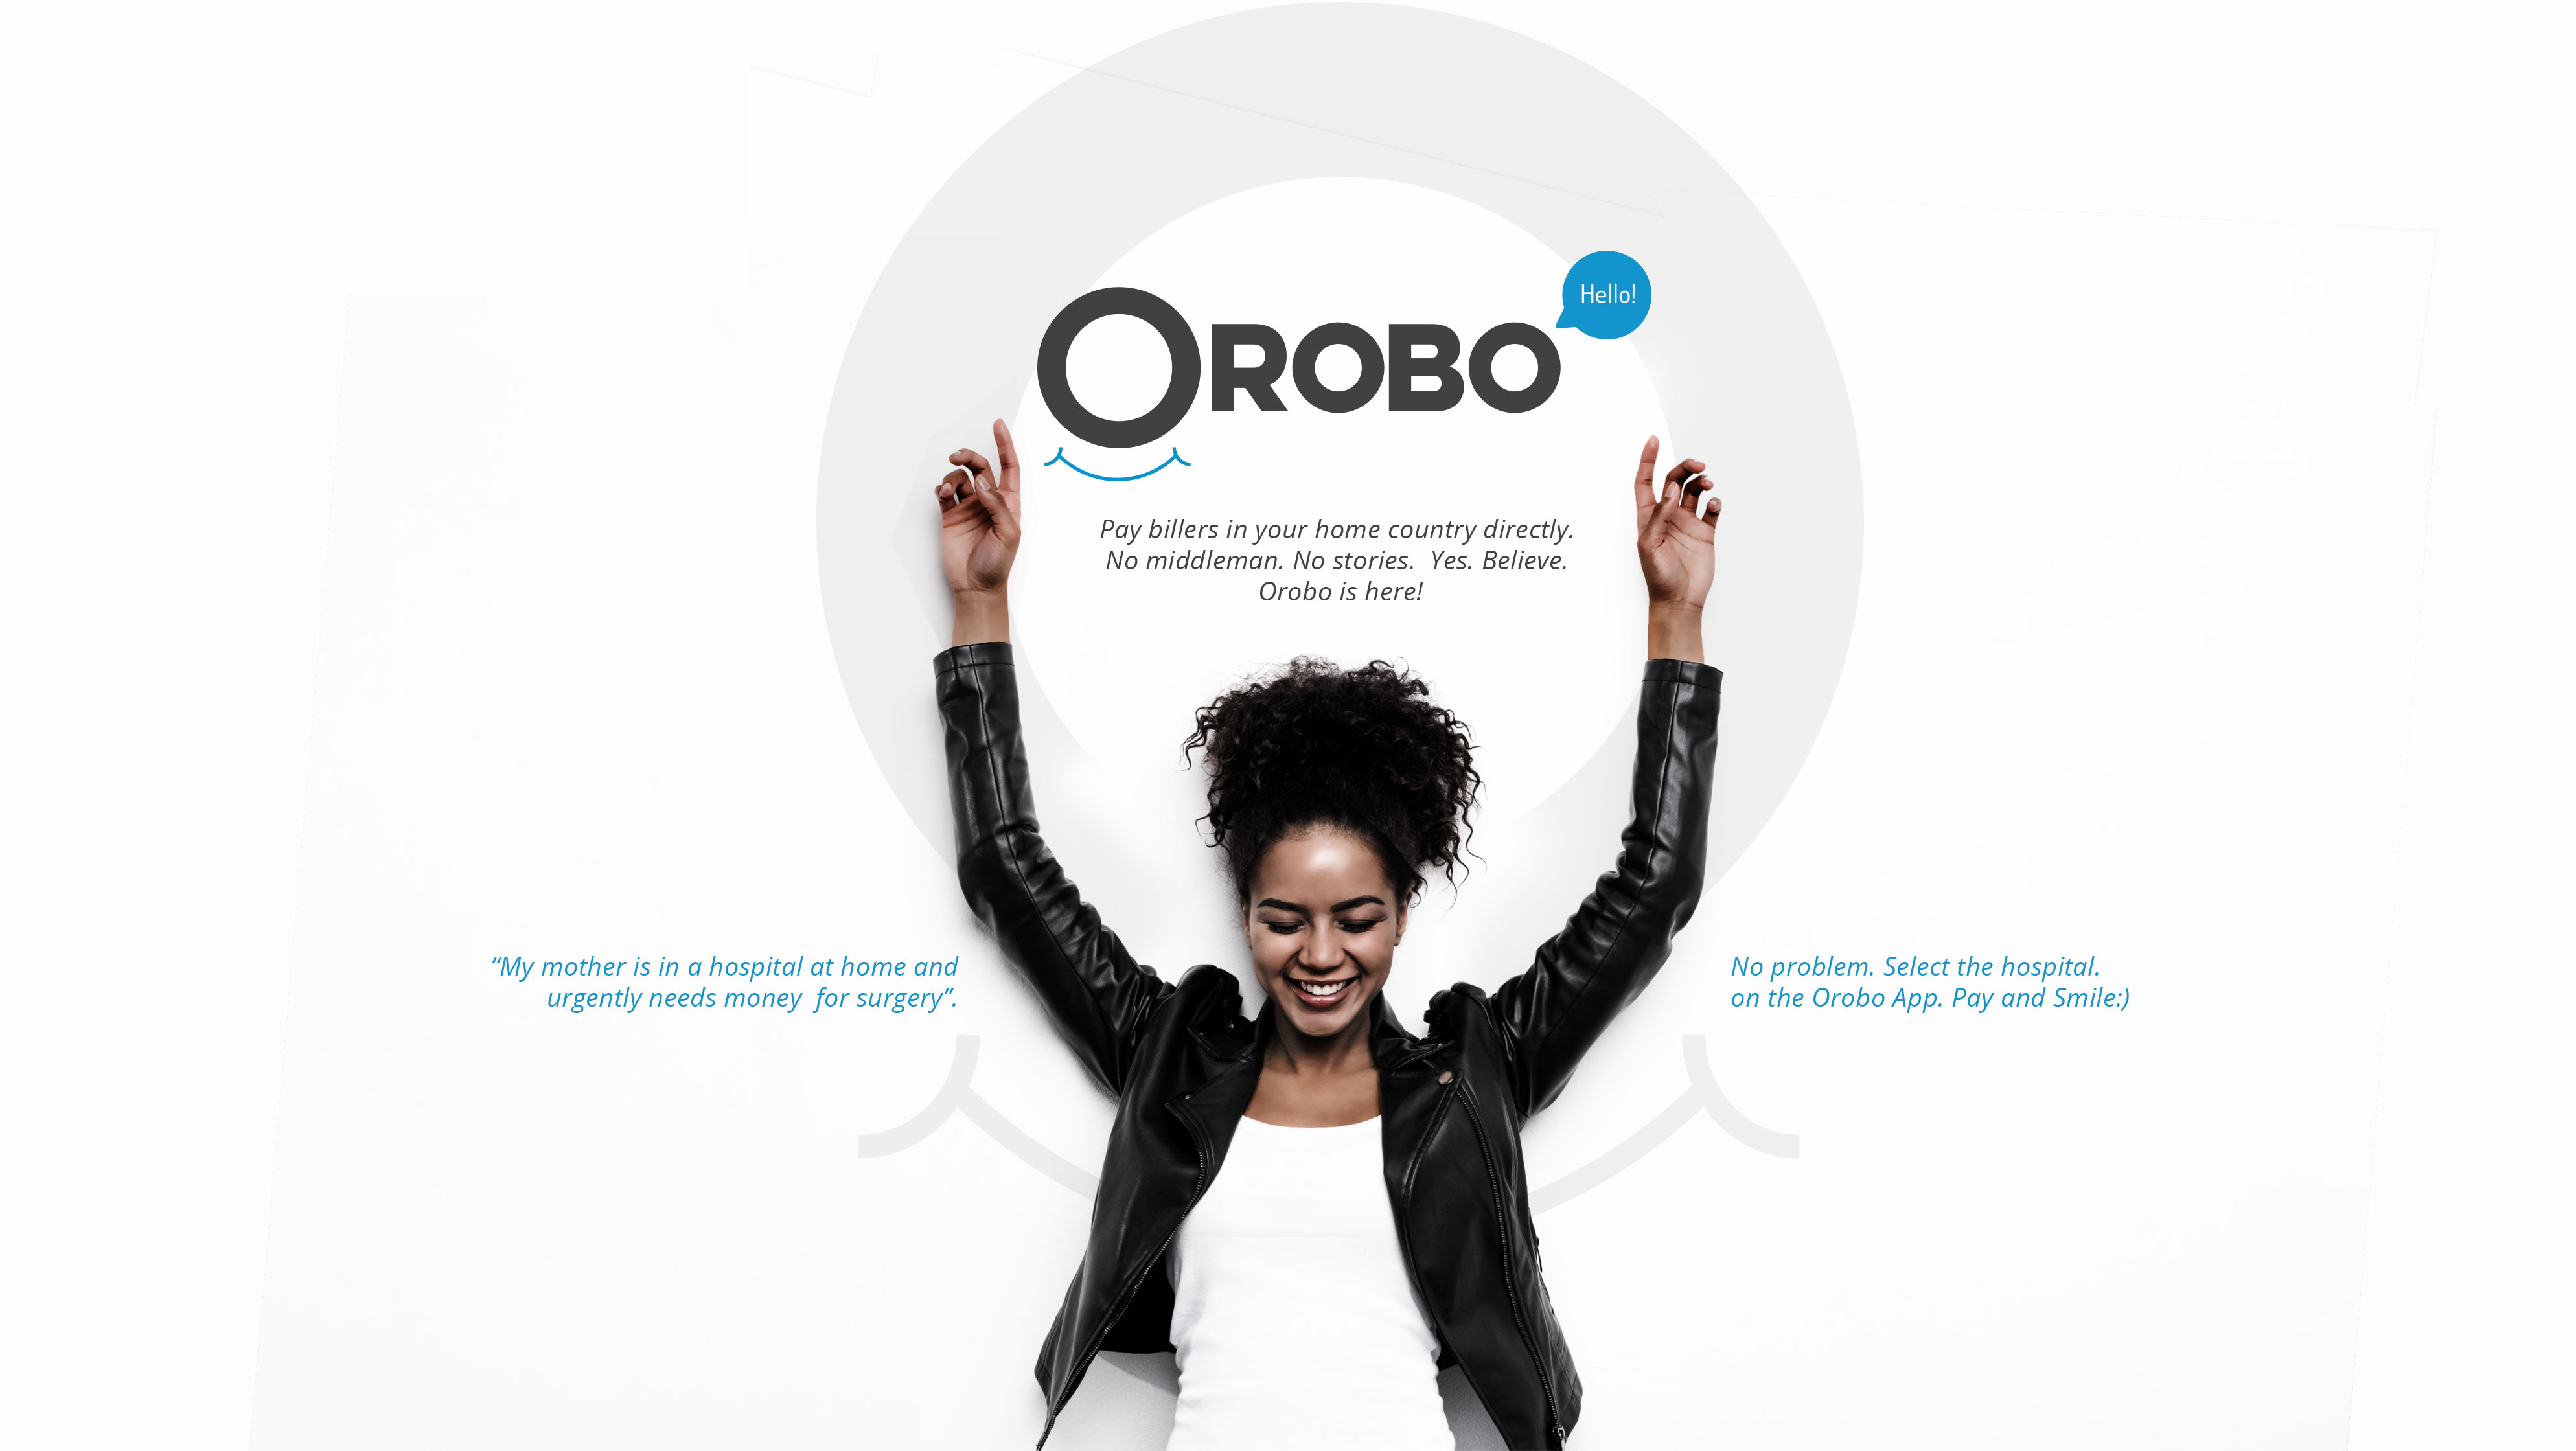 OROBO
Hello!
Pay billers in your home country directly.
No middleman. No stories.  Yes. Believe.
Orobo is here!
“My mother is in a hospital at home and
urgently needs money  for surgery”.
No problem. Select the hospital.
on the Orobo App. Pay and Smile:)